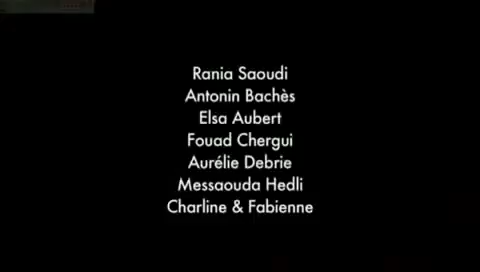 Rania Saoudi
Antonin Bachès
Elsa Aubert
Fouad Chergui
Aurélie Debrie
Messaouda Hedli
Charline & Fabienne